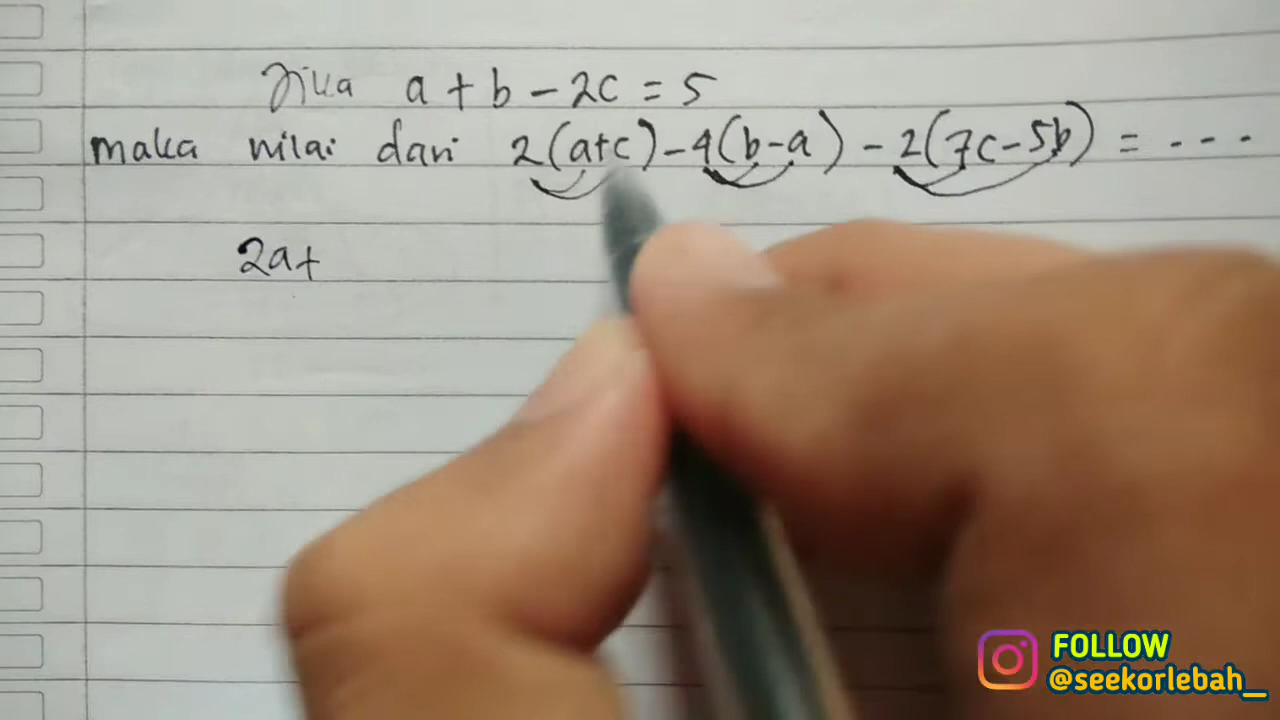 Jika a + b - 2c = 5
maka nilai dari 2(a+c) - 4(b-a) - 2(7c-5b) = ...
2a+
FOLLOW
@seekorlebah_